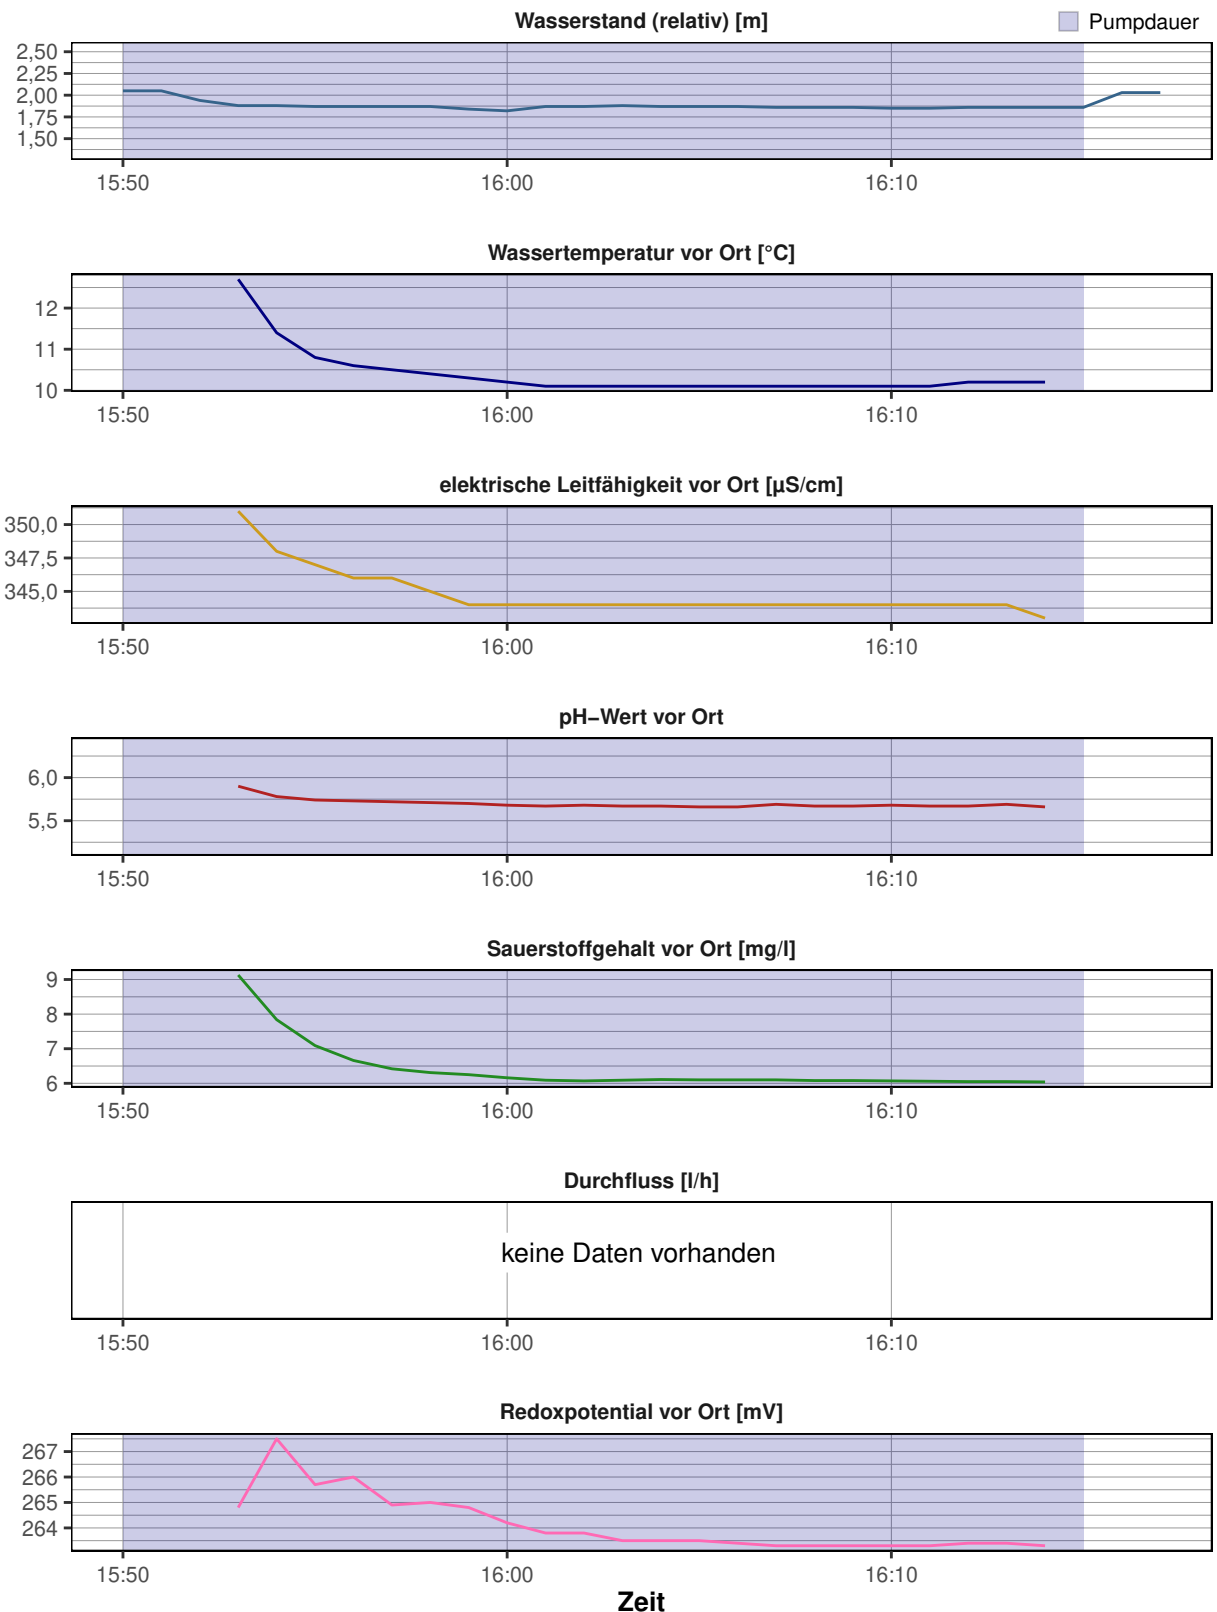 Wasserstand (relativ) [m]
Pumpdauer
2,50
2,25
2,00
1,75
1,50
15:50 16:00 16:10
Wassertemperatur vor Ort [°C]
12
11
10
15:50 16:00 16:10
elektrische Leitfähigkeit vor Ort [µS/cm]
350,0
347,5
345,0
15:50 16:00 16:10
pH−Wert vor Ort
6,0
5,5
15:50 16:00 16:10
Sauerstoffgehalt vor Ort [mg/l]
9
8
7
6
15:50 16:00 16:10
Durchfluss [l/h]
keine Daten vorhanden
15:50 16:00 16:10
Redoxpotential vor Ort [mV]
267
266
265
264
15:50 16:00 16:10
Zeit